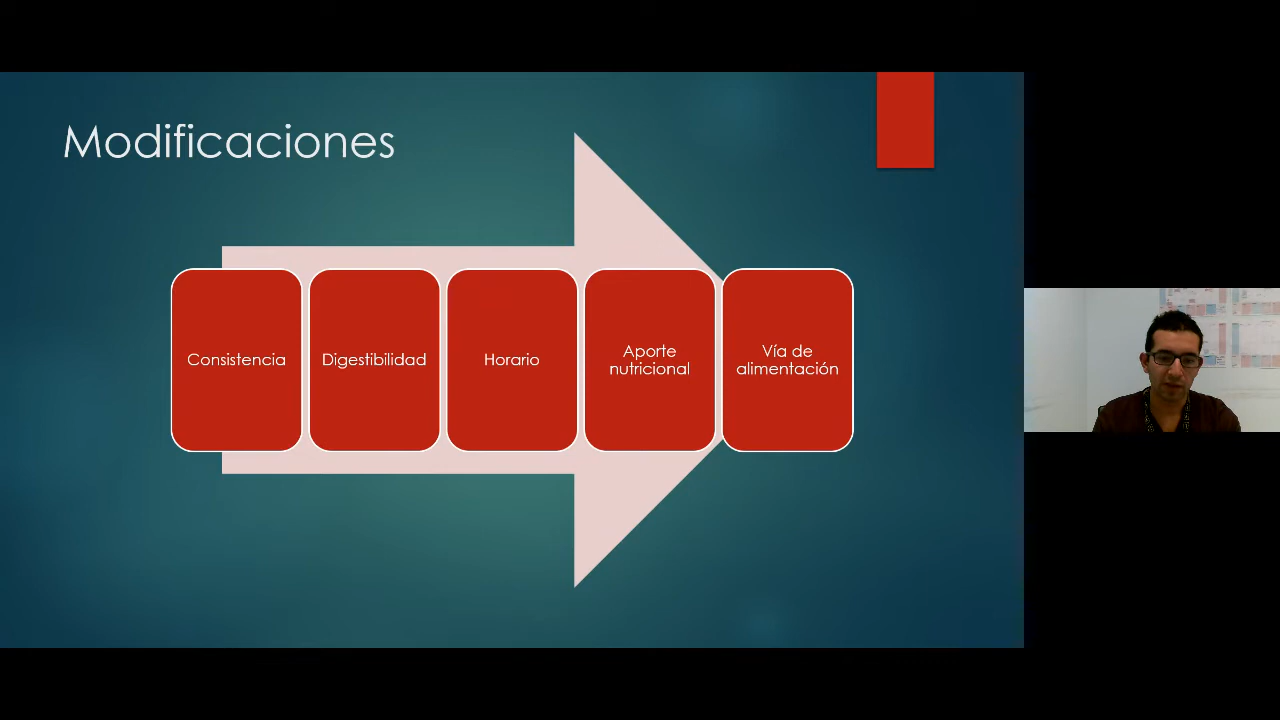 Modificaciones
Consistencia
Digestibilidad
Horario
Aporte
nutricional
Vía de
alimentación